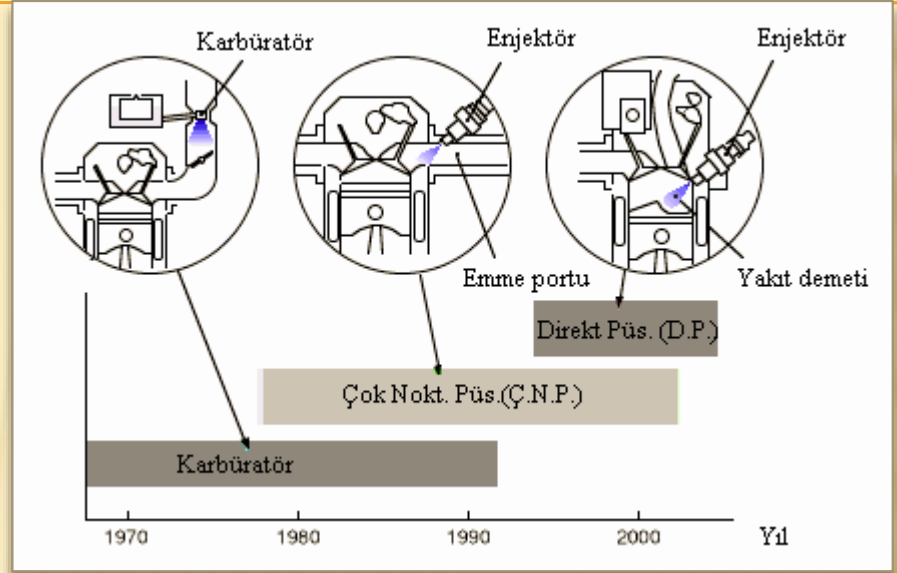 Karbüratör
Enjektör
Enjektör
Emme portu
Yakıt demeti
Direkt Püs. (D.P.)
Çok Nokt. Püs.(Ç.N.P.)
Karbüratör
1970
1980
1990
2000
Yıl